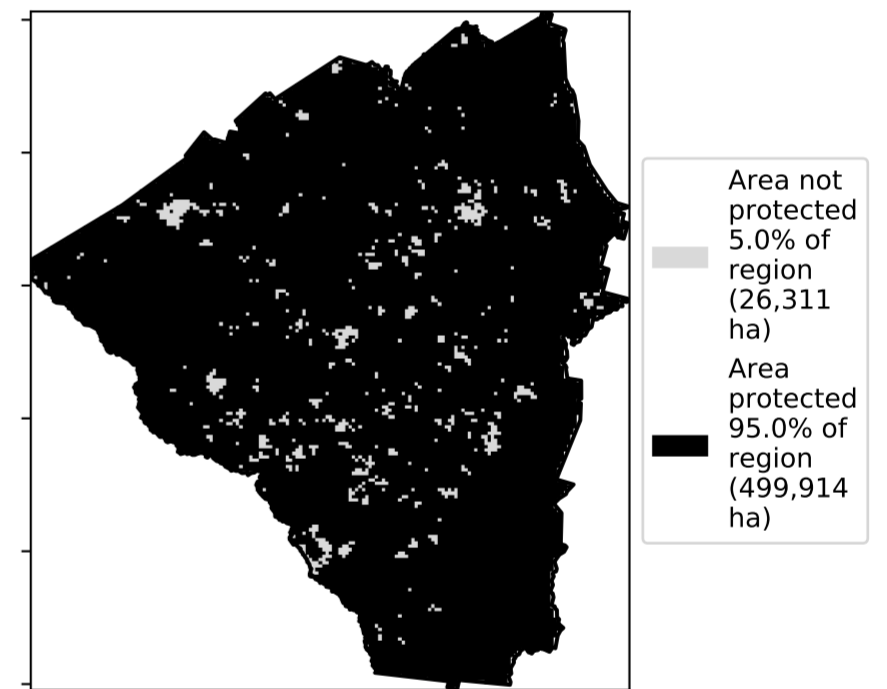 Area not
protected
5.0% of
region
(26,311
ha)
Area
protected
95.0% of
region
(499,914
ha)